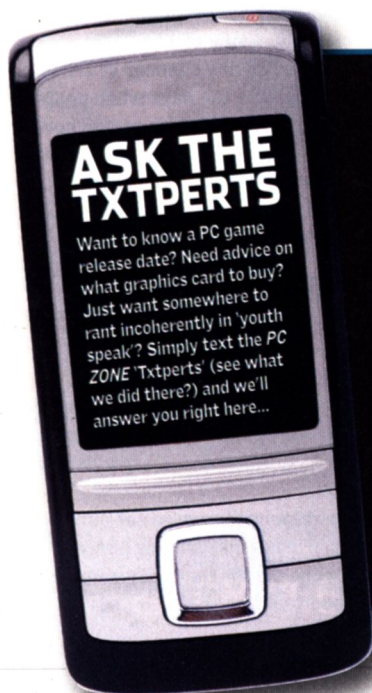 ASK THE
TXTPERTS
Want to know a PC game
release date? Need advice on
what graphics card to buy?
Just want somewhere to
rant incoherently in 'youth
speak'? Simply text the PC
ZONE 'Txtperts' (see what
we did there?) and we'll
answer you right here...